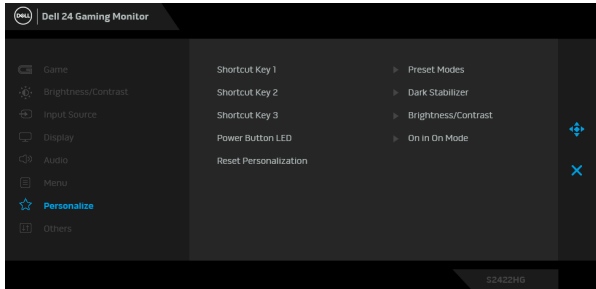 DELL
Dell 24 Gaming Monitor
Game
Brightness/Contrast
Input Source
Display
Audio
Menu
Personalize
Others
Shortcut Key 1 Preset Modes
Shortcut Key 2 Dark Stabilizer
Shortcut Key 3 Brightness/Contrast
Power Button LED On in On Mode
Reset Personalization
S2422HG